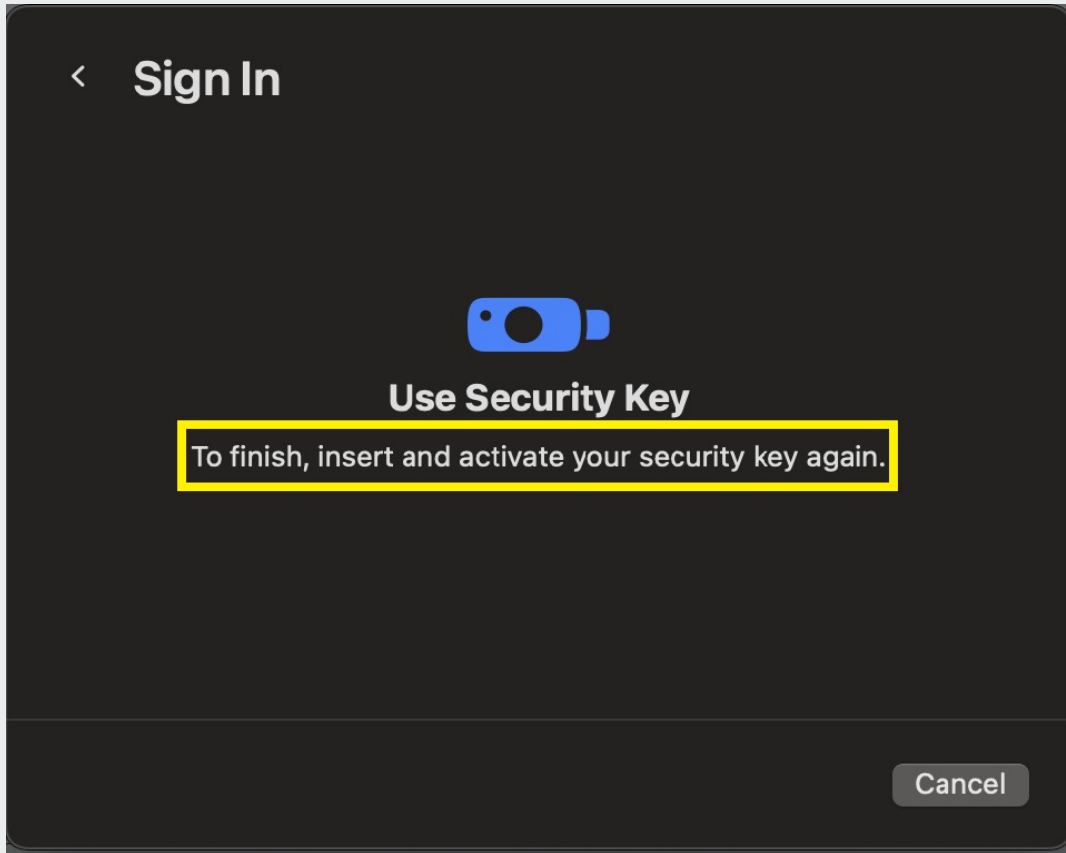 Sign In
Use Security Key
To finish, insert and activate your security key again.
Cancel